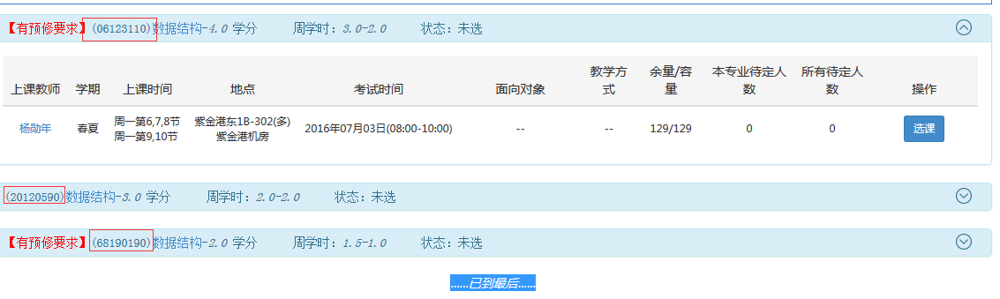 【有预修要求】(06123110)数据结构-4.0 学分 周学时：3.0-2.0 状态：未选
上课教师 学期 上课时间 地点 考试时间 面向对象 教学方式 余量/容量 本专业待定人数 所有待定人数 操作
杨勋年 春夏 周一第6,7,8节 紫金港东1B-302(多) 2016年07月03日(08:00-10:00) -- -- 129/129 0 0 选课
周一第9,10节 紫金港机房
(20120590)数据结构-3.0 学分 周学时：2.0-2.0 状态：未选
【有预修要求】(68190190)数据结构-2.0 学分 周学时：1.5-1.0 状态：未选
......已到最后......